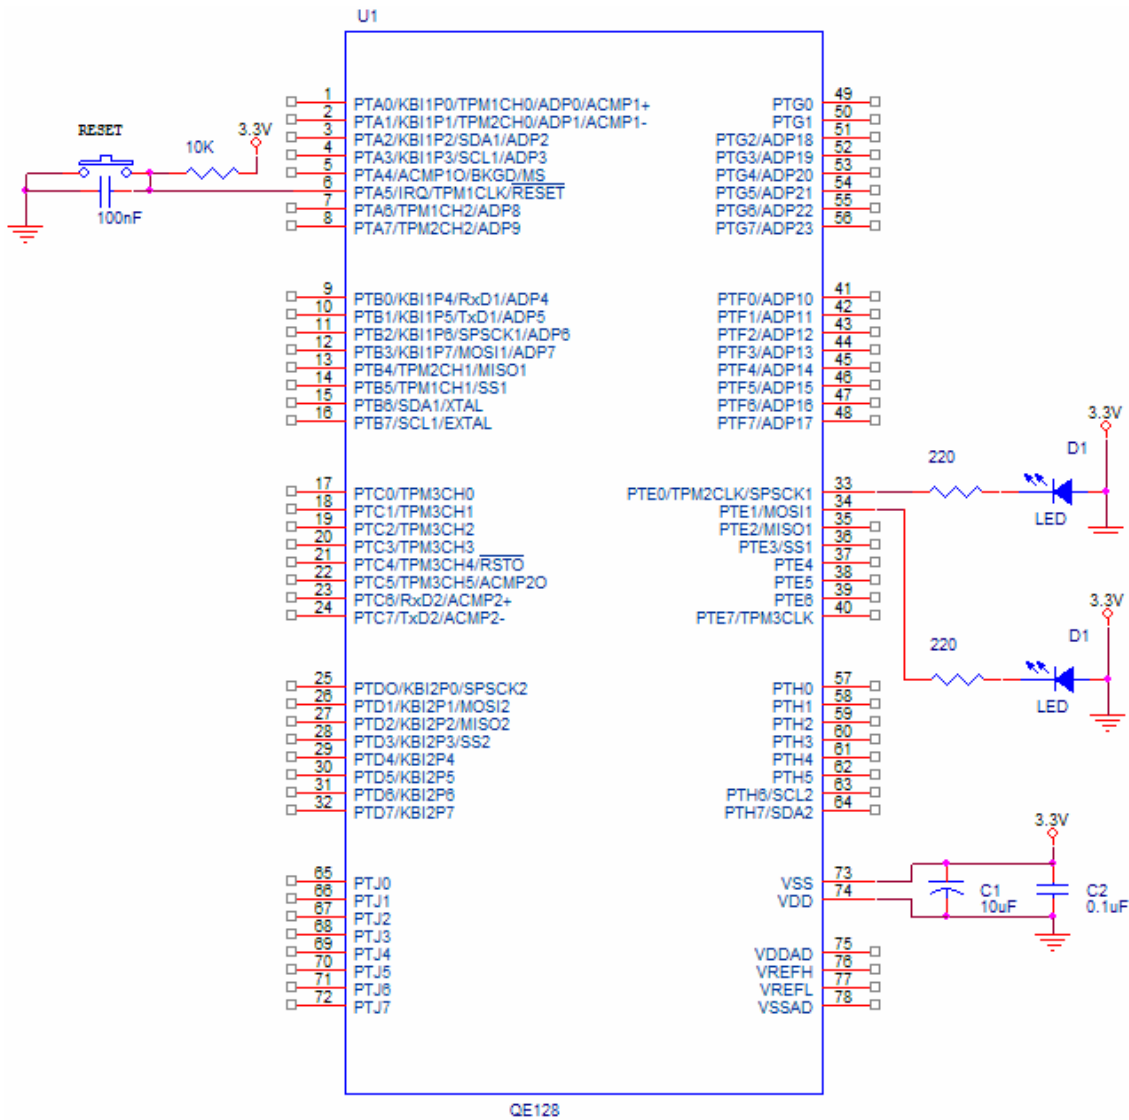 U1
1 PTA0/KBI1P0/TPM1CH0/ADP0/ACMP1+
2 PTA1/KBI1P1/TPM2CH0/ADP1/ACMP1-
3 PTA2/KBI1P2/SDA1/ADP2
4 PTA3/KBI1P3/SCL1/ADP3
5 PTA4/ACMP1O/BKGD/MS
6 PTA5/IRQ/TPM1CLK/RESET
7 PTA6/TPM1CH2/ADP8
8 PTA7/TPM2CH2/ADP9
RESET
10K
3.3V
100nF
9 PTB0/KBI1P4/RxD1/ADP4
10 PTB1/KBI1P5/TxD1/ADP5
11 PTB2/KBI1P6/SPSCK1/ADP6
12 PTB3/KBI1P7/MOSI1/ADP7
13 PTB4/TPM2CH1/MISO1
14 PTB5/TPM1CH1/SS1
15 PTB6/SDA1/XTAL
16 PTB7/SCL1/EXTAL
17 PTC0/TPM3CH0
18 PTC1/TPM3CH1
19 PTC2/TPM3CH2
20 PTC3/TPM3CH3
21 PTC4/TPM3CH4/RSTO
22 PTC5/TPM3CH5/ACMP2O
23 PTC6/RxD2/ACMP2+
24 PTC7/TxD2/ACMP2-
25 PTDO/KBI2P0/SPSCK2
26 PTD1/KBI2P1/MOSI2
27 PTD2/KBI2P2/MISO2
28 PTD3/KBI2P3/SS2
29 PTD4/KBI2P4
30 PTD5/KBI2P5
31 PTD6/KBI2P6
32 PTD7/KBI2P7
65 PTJ0
66 PTJ1
67 PTJ2
68 PTJ3
69 PTJ4
70 PTJ5
71 PTJ6
72 PTJ7
PTG0 49
PTG1 50
PTG2/ADP18 51
PTG3/ADP19 52
PTG4/ADP20 53
PTG5/ADP21 54
PTG6/ADP22 55
PTG7/ADP23 56
PTF0/ADP10 41
PTF1/ADP11 42
PTF2/ADP12 43
PTF3/ADP13 44
PTF4/ADP14 45
PTF5/ADP15 46
PTF6/ADP16 47
PTF7/ADP17 48
PTE0/TPM2CLK/SPSCK1 33
PTE1/MOSI1 34
PTE2/MISO1 35
PTE3/SS1 36
PTE4 37
PTE5 38
PTE6 39
PTE7/TPM3CLK 40
3.3V
D1
220
LED
3.3V
D1
220
LED
PTH0 57
PTH1 58
PTH2 59
PTH3 60
PTH4 61
PTH5 62
PTH6/SCL2 63
PTH7/SDA2 64
VSS 73
VDD 74
3.3V
C1
10uF
C2
0.1uF
VDDAD 75
VREFH 76
VREFL 77
VSSAD 78
QE128